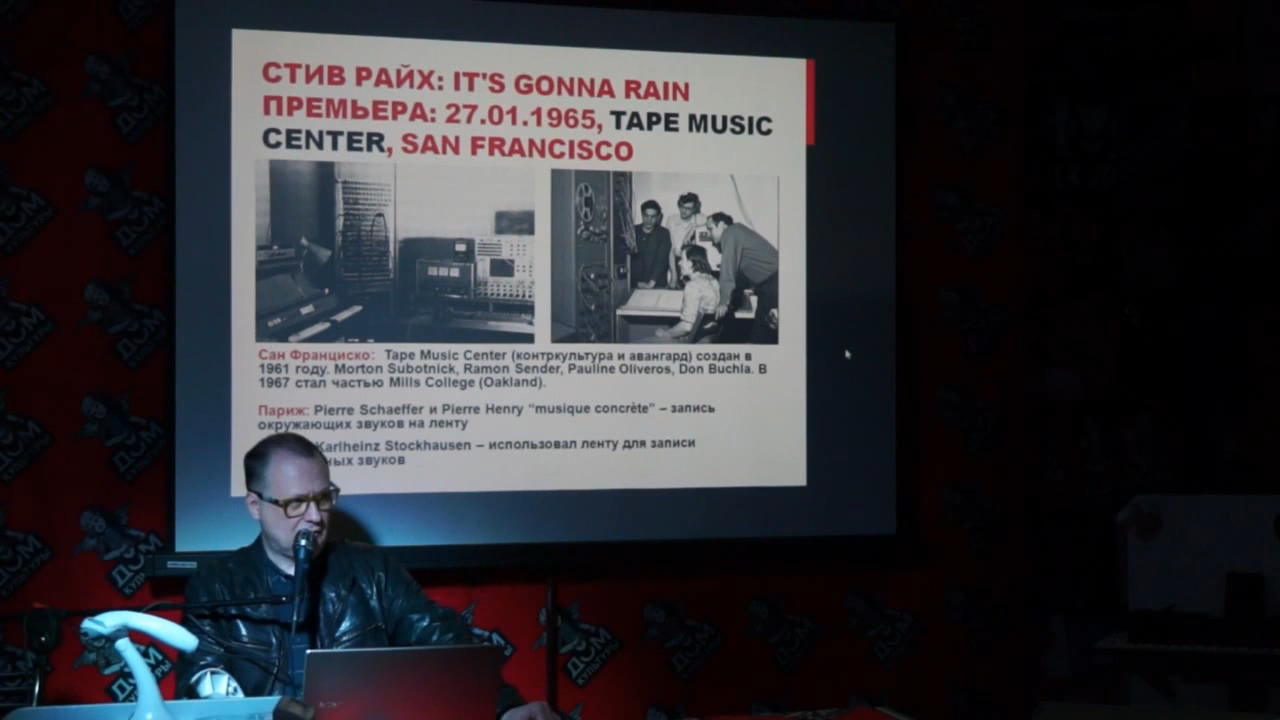 СТИВ РАЙХ: IT'S GONNA RAIN
ПРЕМЬЕРА: 27.01.1965, TAPE MUSIC
CENTER, SAN FRANCISCO
Сан Франциско: Tape Music Center (контркультура и авангард) создан в
1961 году. Morton Subotnick, Ramon Sender, Pauline Oliveros, Don Buchla. В
1967 стал частью Mills College (Oakland).
Париж: Pierre Schaeffer и Pierre Henry “musique concrète” – запись
окружающих звуков на ленту
Karlheinz Stockhausen – использовал ленту для записи
звуков
ДОМ
КУЛЬТУРЫ